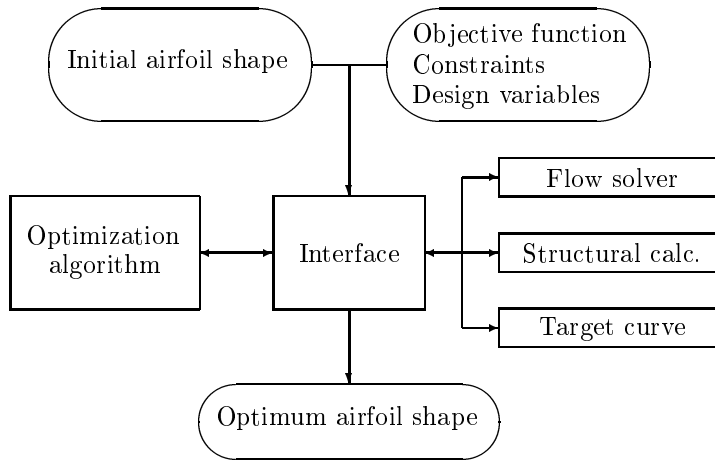 Initial airfoil shape
Objective function
Constraints
Design variables
Optimization
algorithm
Interface
Flow solver
Structural calc.
Target curve
Optimum airfoil shape